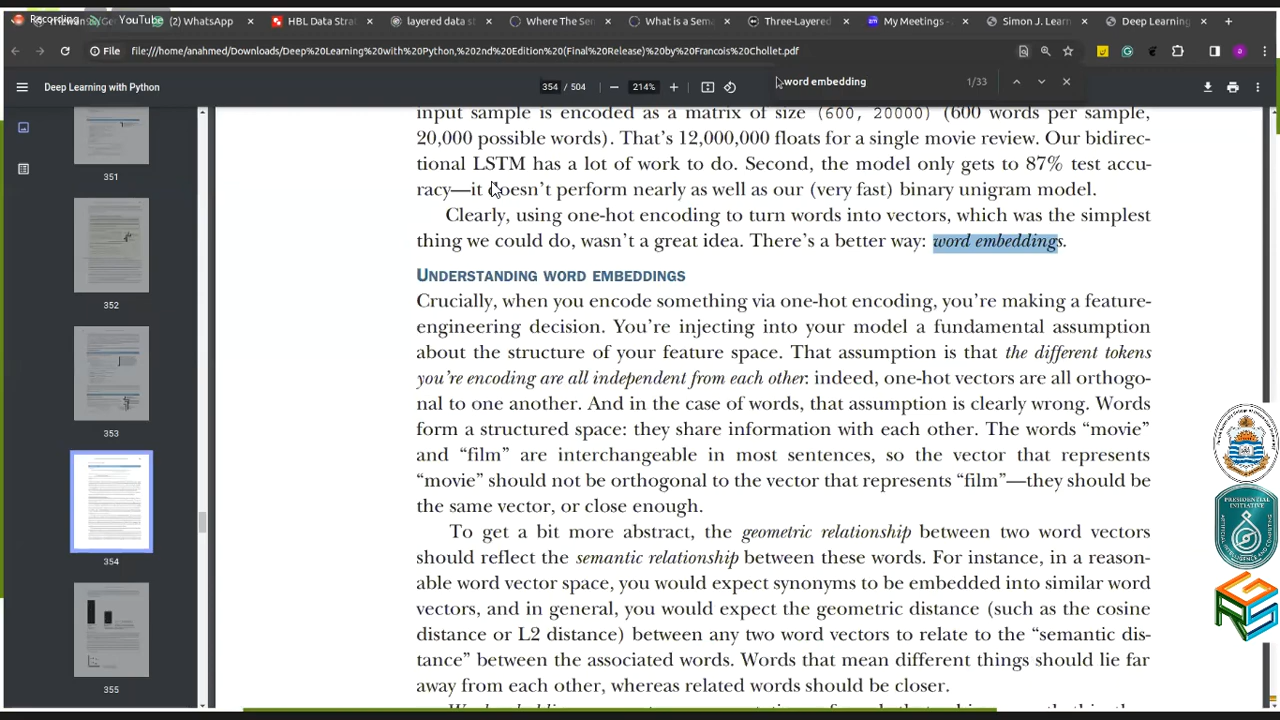 Recording
YouTube
(2) WhatsApp
HBL Data Stra
layered data s
Where The Sem
What is a Sema
Three-Layered
My Meetings –
Simon J. Learn
Deep Learning
File
file:///home/anahmed/Downloads/Deep%20Learning%20with%20Python,%202nd%20Edition%20(Final%20Release)%20by%20Francois%20Chollet.pdf
Deep Learning with Python
354 / 504
214%
word embedding
1/33
351
352
353
354
355
input sample is encoded as a matrix of size (600, 20000) (600 words per sample,
20,000 possible words). That's 12,000,000 floats for a single movie review. Our bidirec-
tional LSTM has a lot of work to do. Second, the model only gets to 87% test accu-
racy—it doesn't perform nearly as well as our (very fast) binary unigram model.
Clearly, using one-hot encoding to turn words into vectors, which was the simplest
thing we could do, wasn't a great idea. There's a better way: word embeddings.
UNDERSTANDING WORD EMBEDDINGS
Crucially, when you encode something via one-hot encoding, you're making a feature-
engineering decision. You're injecting into your model a fundamental assumption
about the structure of your feature space. That assumption is that the different tokens
you're encoding are all independent from each other: indeed, one-hot vectors are all orthogo-
nal to one another. And in the case of words, that assumption is clearly wrong. Words
form a structured space: they share information with each other. The words "movie"
and "film" are interchangeable in most sentences, so the vector that represents
"movie" should not be orthogonal to the vector that represents "film"—they should be
the same vector, or close enough.
To get a bit more abstract, the geometric relationship between two word vectors
should reflect the semantic relationship between these words. For instance, in a reason-
able word vector space, you would expect synonyms to be embedded into similar word
vectors, and in general, you would expect the geometric distance (such as the cosine
distance or L2 distance) between any two word vectors to relate to the "semantic dis-
tance" between the associated words. Words that mean different things should lie far
away from each other, whereas related words should be closer.
PRESIDENTIAL
INITIATIVE